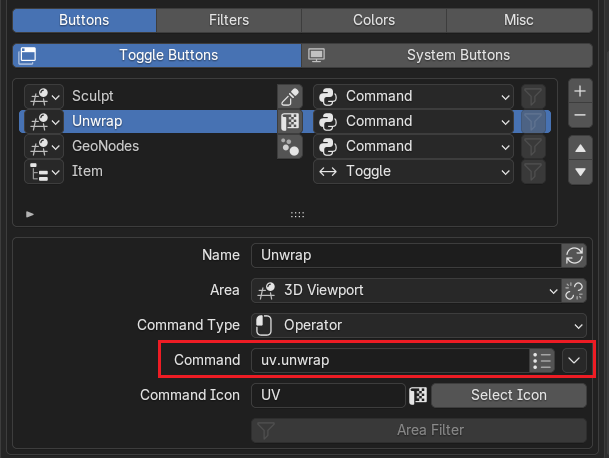 Buttons Filters Colors Misc
Toggle Buttons System Buttons
Sculpt Command
Unwrap Command
GeoNodes Command
Item Toggle
Name Unwrap
Area 3D Viewport
Command Type Operator
Command uv.unwrap
Command Icon UV Select Icon
Area Filter